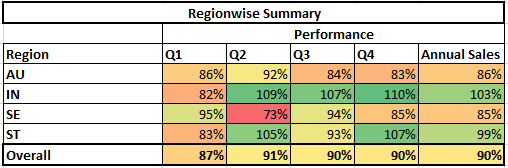 Regionwise Summary
Performance
Region Q1 Q2 Q3 Q4 Annual Sales
AU 86% 92% 84% 83% 86%
IN 82% 109% 107% 110% 103%
SE 95% 73% 94% 85% 85%
ST 83% 105% 93% 107% 99%
Overall 87% 91% 90% 90% 90%